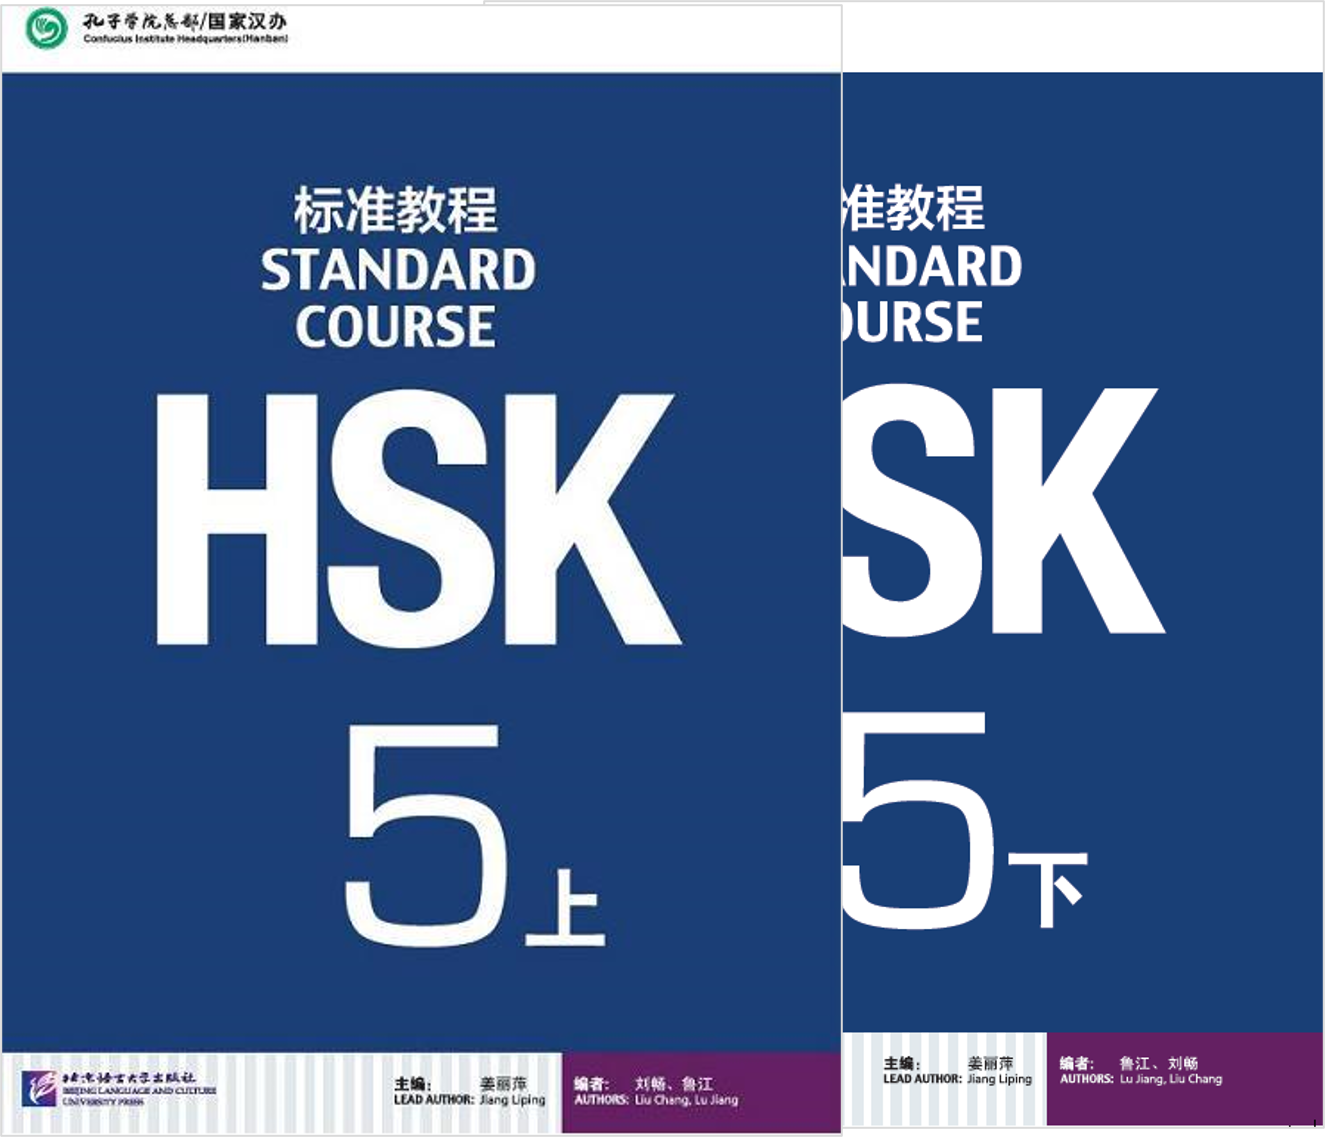 孔子学院总部/国家汉办
Confucius Institute Headquarters(Hanban)
标准教程
STANDARD
COURSE
HSK
5上
北京语言大学出版社
BEIJING LANGUAGE AND CULTURE
UNIVERSITY PRESS
主编： 姜丽萍
LEAD AUTHOR: Jiang Liping
编者： 刘畅、鲁江
AUTHORS: Liu Chang, Lu Jiang
准教程
NDARD
OURSE
SK
5下
主编： 姜丽萍
LEAD AUTHOR: Jiang Liping
编者： 鲁江、刘畅
AUTHORS: Lu Jiang, Liu Chang